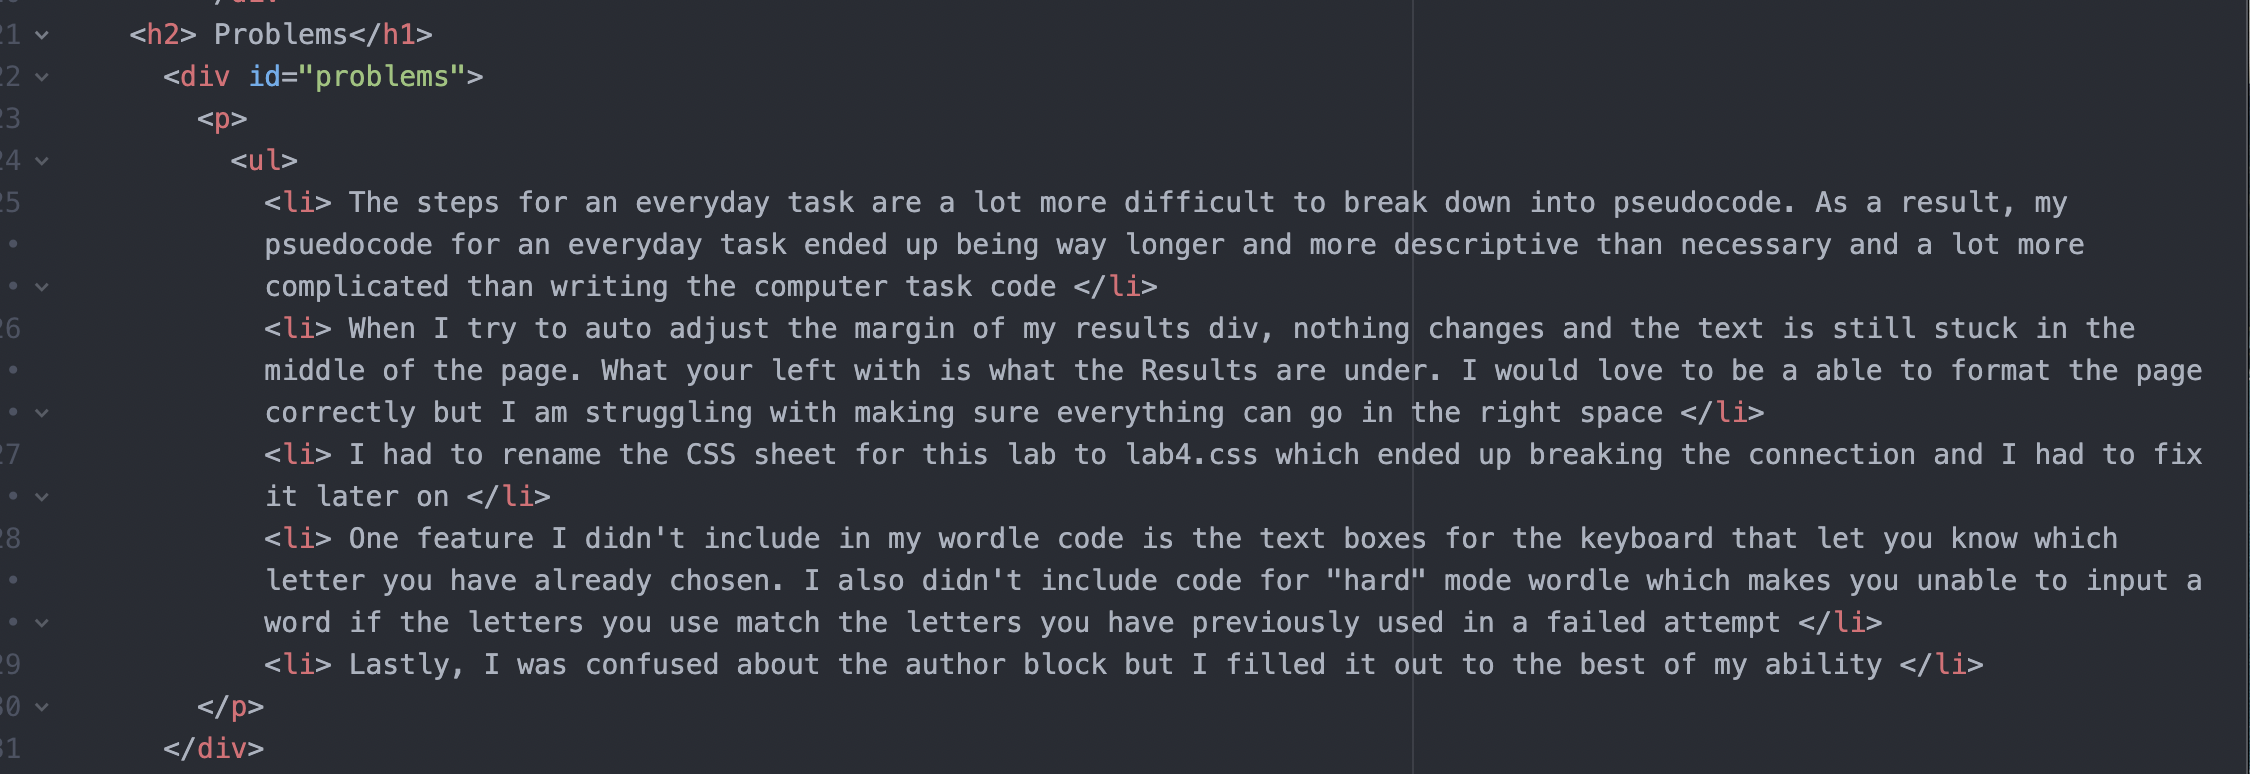 21 <h2> Problems</h1>
22 <div id="problems">
23 <p>
24 <ul>
25 <li> The steps for an everyday task are a lot more difficult to break down into pseudocode. As a result, my
psuedocode for an everyday task ended up being way longer and more descriptive than necessary and a lot more
complicated than writing the computer task code </li>
26 <li> When I try to auto adjust the margin of my results div, nothing changes and the text is still stuck in the
middle of the page. What your left with is what the Results are under. I would love to be a able to format the page
correctly but I am struggling with making sure everything can go in the right space </li>
27 <li> I had to rename the CSS sheet for this lab to lab4.css which ended up breaking the connection and I had to fix
it later on </li>
28 <li> One feature I didn't include in my wordle code is the text boxes for the keyboard that let you know which
letter you have already chosen. I also didn't include code for "hard" mode wordle which makes you unable to input a
word if the letters you use match the letters you have previously used in a failed attempt </li>
29 <li> Lastly, I was confused about the author block but I filled it out to the best of my ability </li>
30 </p>
31 </div>